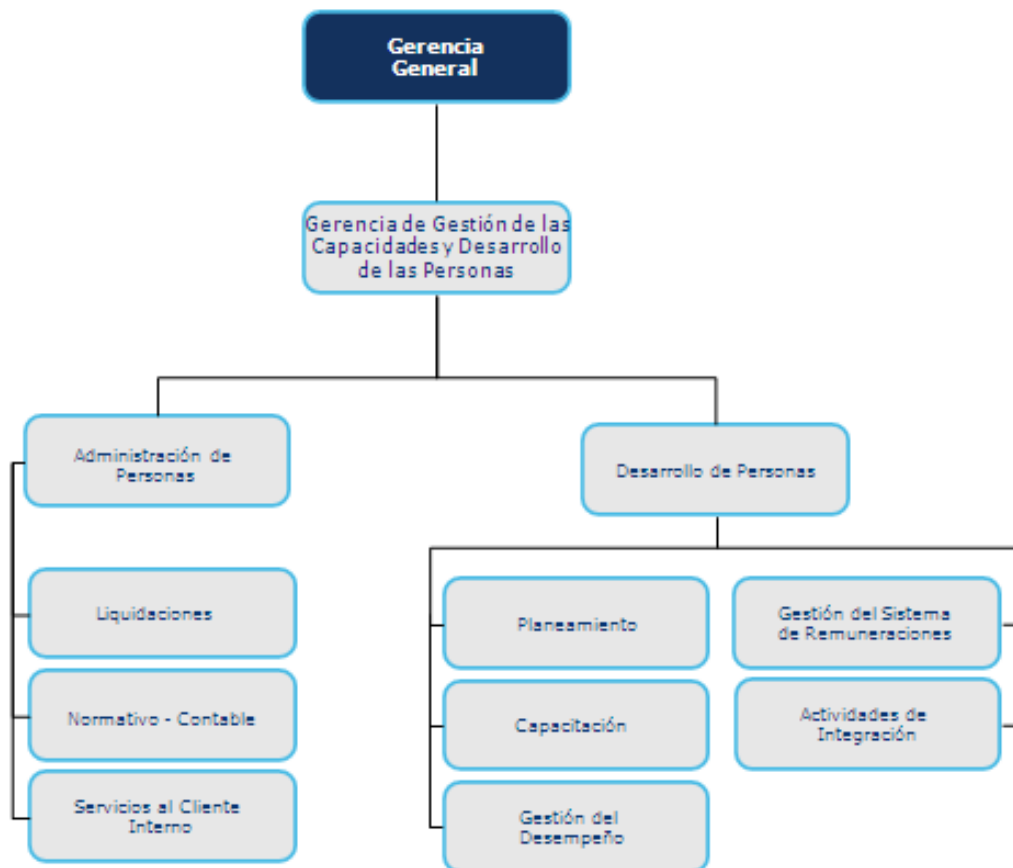 Gerencia
General
Gerencia de Gestión de las
Capacidades y Desarrollo
de las Personas
Administración de
Personas
Desarrollo de Personas
Liquidaciones
Normativo - Contable
Servicios al Cliente
Interno
Planeamiento
Capacitación
Gestión del
Desempeño
Gestión del Sistema
de Remuneraciones
Actividades de
Integración